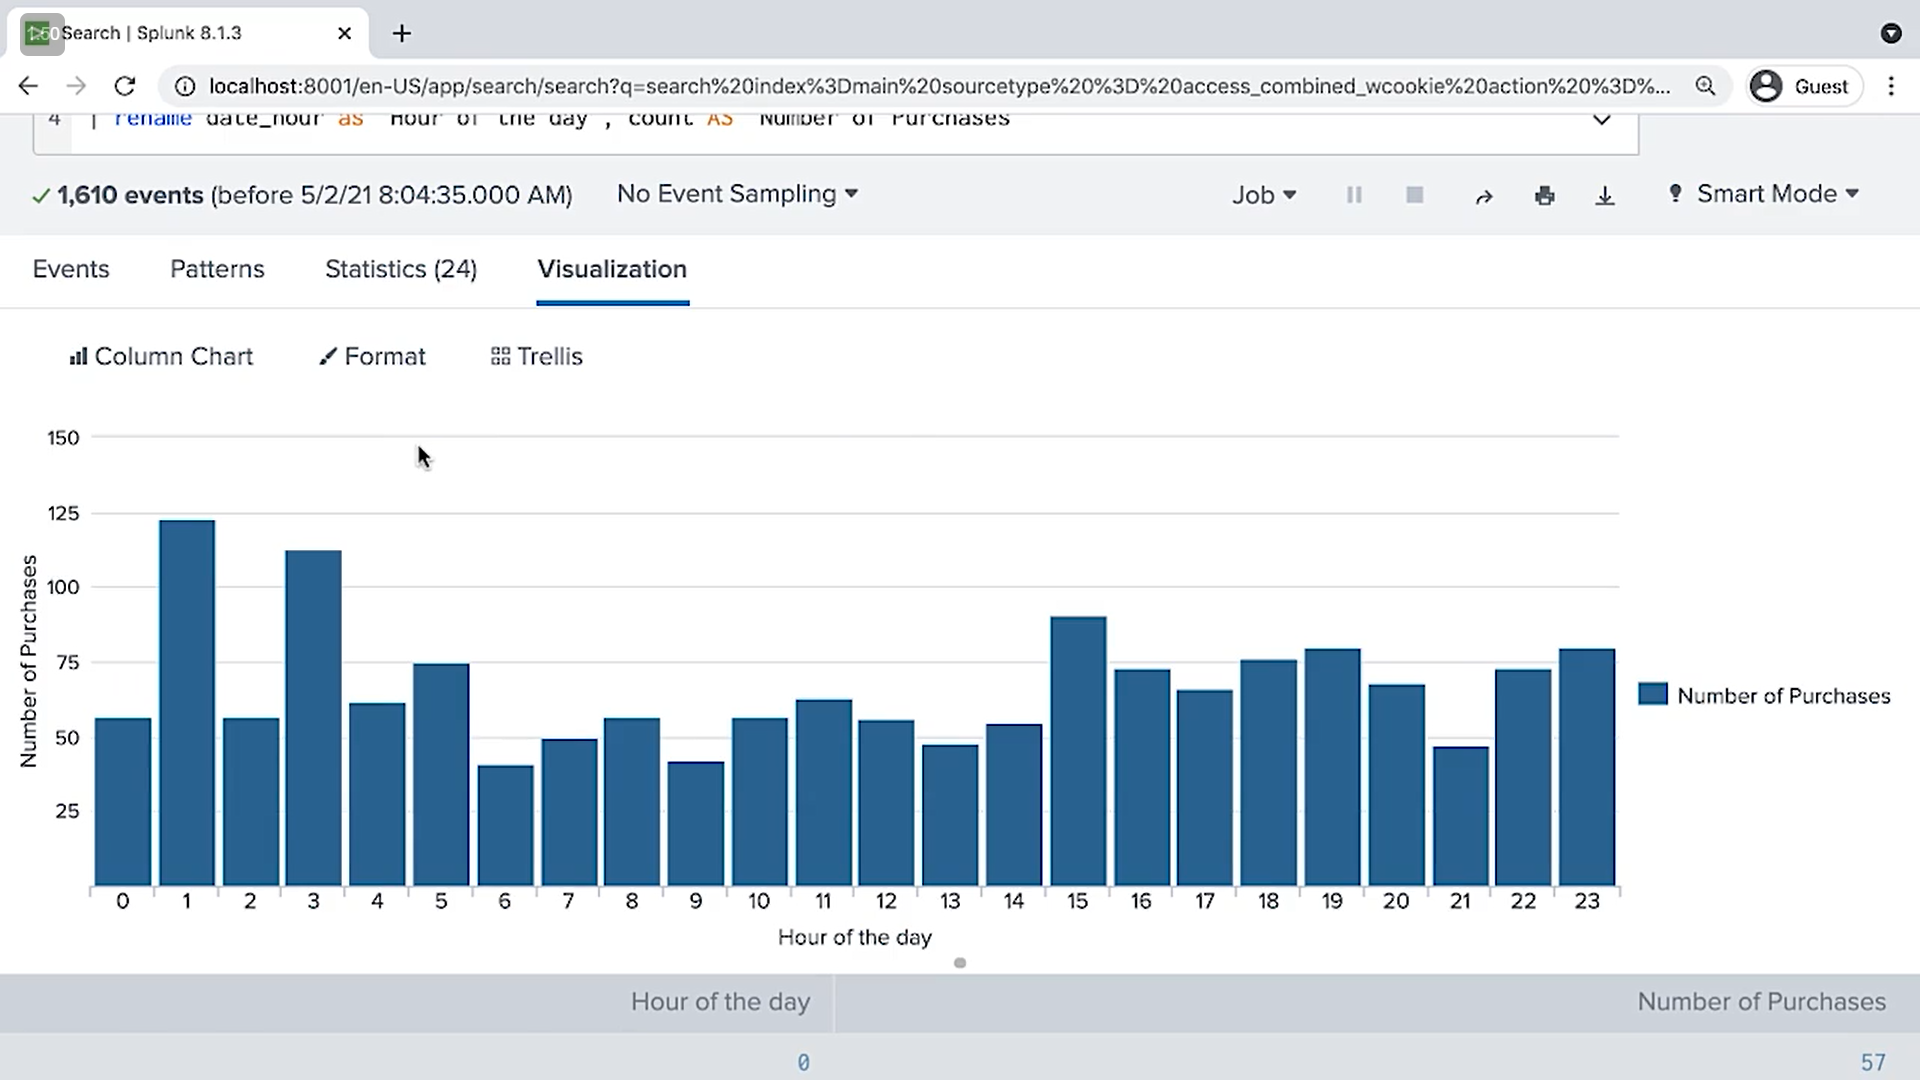 Search | Splunk 8.1.3
localhost:8001/en-US/app/search/search?q=search%20index%3Dmain%20sourcetype%20%3D%20access_combined_wcookie%20action%20%3D%... Guest
4 | rename date_hour as "Hour of the day", count AS "Number of Purchases"
1,610 events (before 5/2/21 8:04:35.000 AM) No Event Sampling Job Smart Mode
Events Patterns Statistics (24) Visualization
Column Chart Format Trellis
150
125
100
75
50
25
Number of Purchases
Number of Purchases
0 1 2 3 4 5 6 7 8 9 10 11 12 13 14 15 16 17 18 19 20 21 22 23
Hour of the day
Hour of the day Number of Purchases
0 57